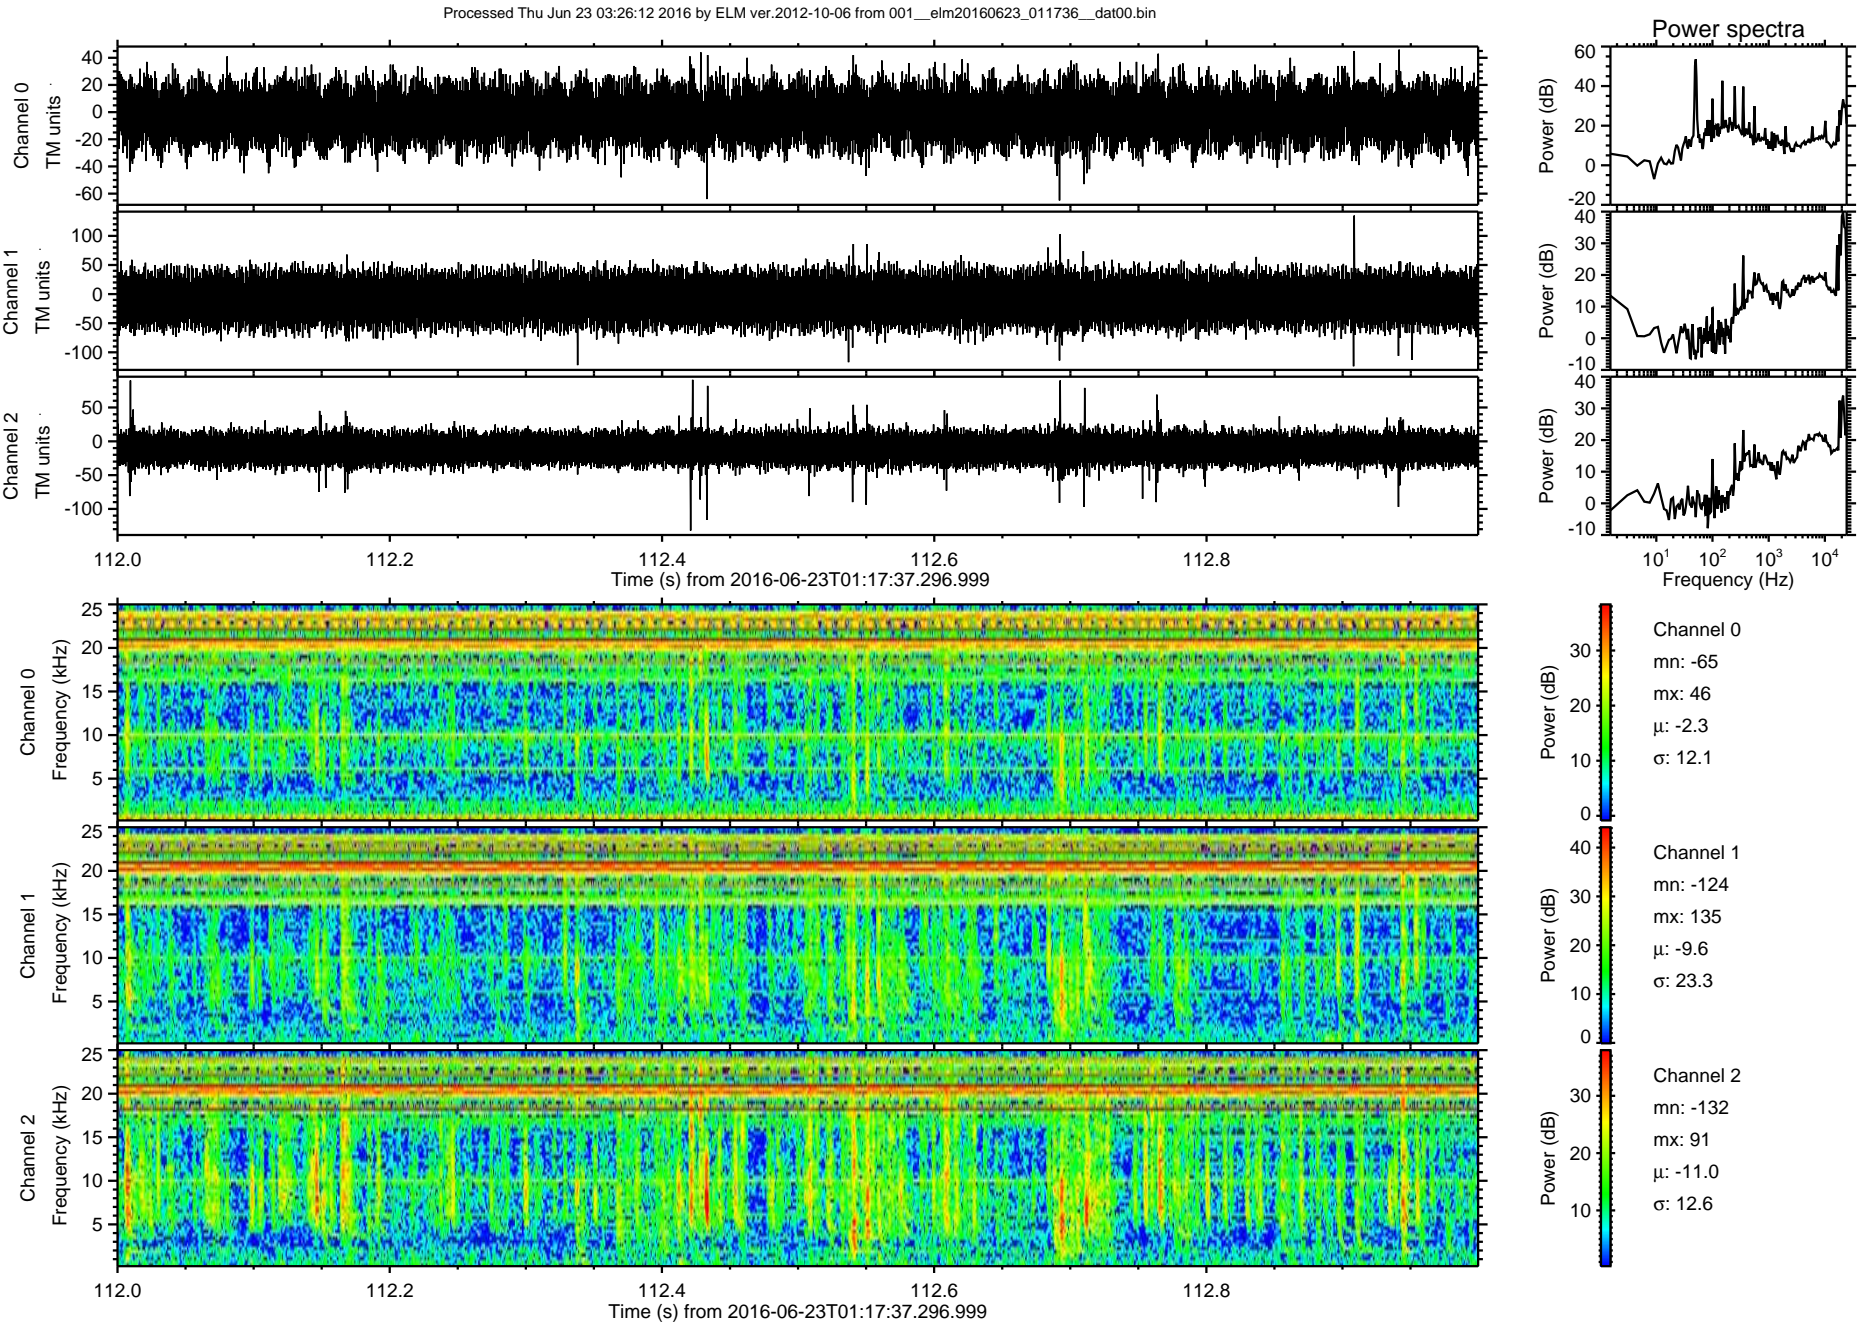 Processed Thu Jun 23 03:26:12 2016 by ELM ver.2012-10-06 from 001__elm20160623_011736__dat00.bin
Power spectra
Channel 0
TM units
40
20
0
-20
-40
-60
Power (dB)
60
40
20
0
-20
Channel 1
TM units
100
50
0
-50
-100
Power (dB)
40
30
20
10
0
-10
Channel 2
TM units
50
0
-50
-100
Power (dB)
40
30
20
10
0
-10
112.0 112.2 112.4 112.6 112.8
Time (s) from 2016-06-23T01:17:37.296.999
10^1 10^2 10^3 10^4
Frequency (Hz)
Channel 0
Frequency (kHz)
25
20
15
10
5
Power (dB)
30
20
10
0
Channel 0
mn: -65
mx: 46
μ: -2.3
σ: 12.1
Channel 1
Frequency (kHz)
25
20
15
10
5
Power (dB)
40
30
20
10
0
Channel 1
mn: -124
mx: 135
μ: -9.6
σ: 23.3
Channel 2
Frequency (kHz)
25
20
15
10
5
Power (dB)
30
20
10
Channel 2
mn: -132
mx: 91
μ: -11.0
σ: 12.6
112.0 112.2 112.4 112.6 112.8
Time (s) from 2016-06-23T01:17:37.296.999